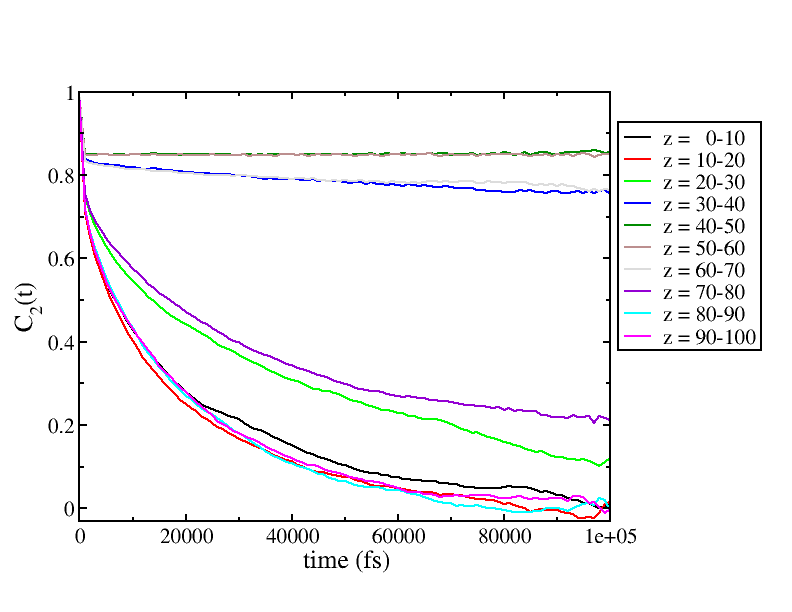 1
0.8
0.6
0.4
0.2
0
C2(t)
0 20000 40000 60000 80000 1e+05
time (fs)
z = 0-10
z = 10-20
z = 20-30
z = 30-40
z = 40-50
z = 50-60
z = 60-70
z = 70-80
z = 80-90
z = 90-100